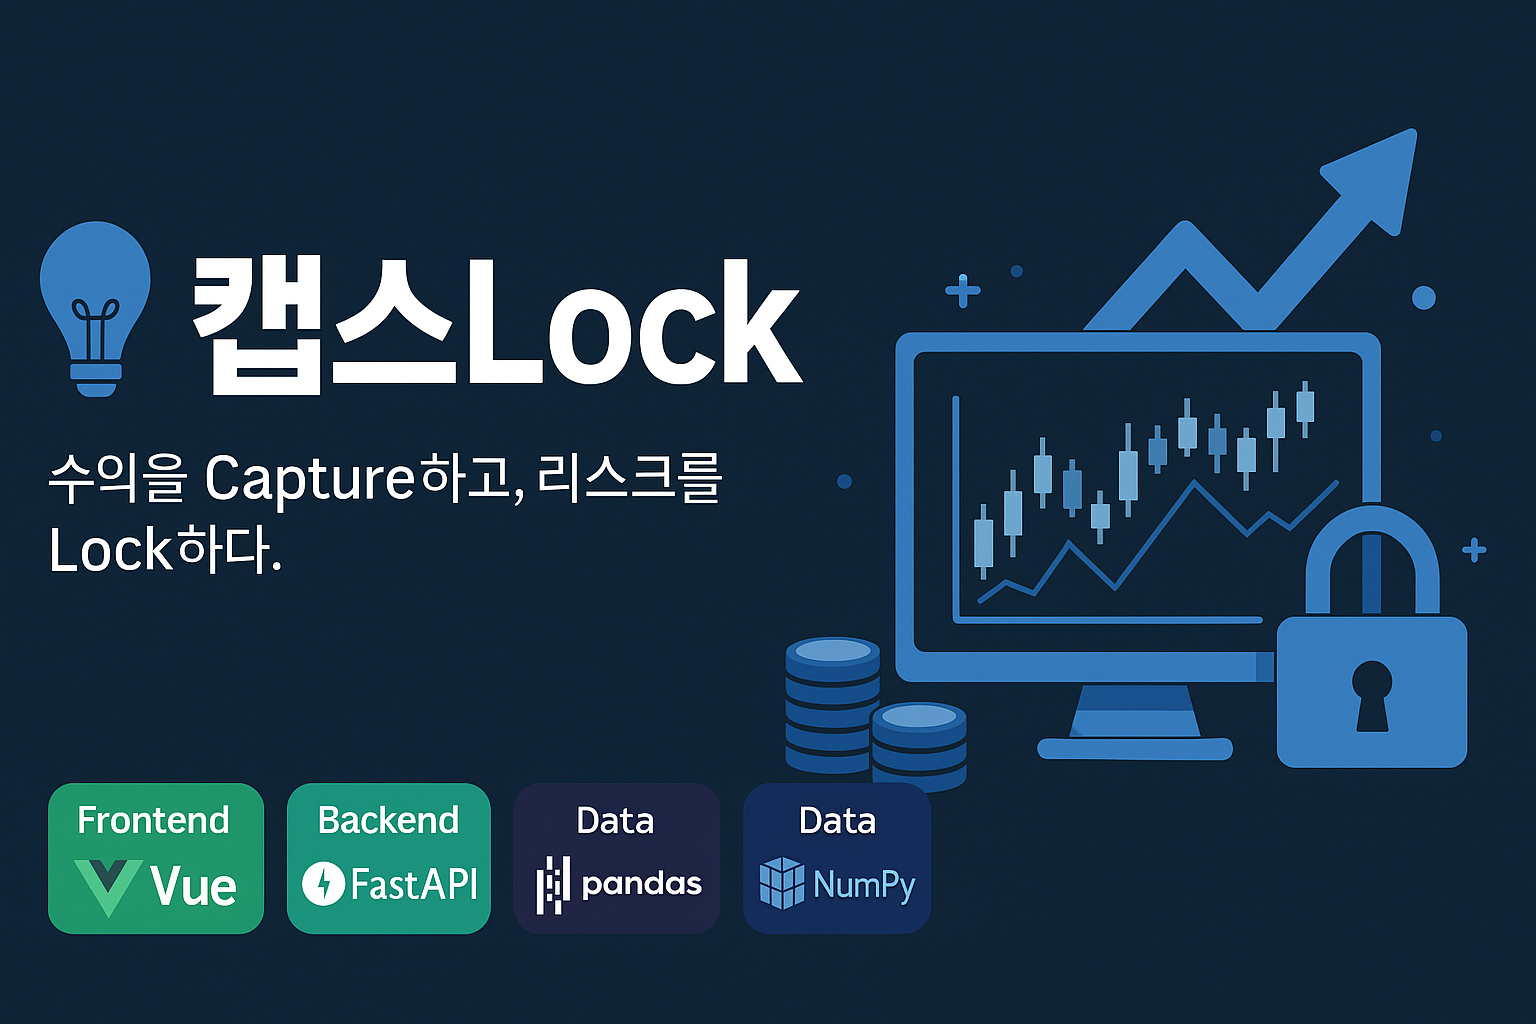 캡스Lock
수의을 Capture하고, 리스크를
Lock하다.
Frontend
Vue
Backend
FastAPI
Data
pandas
Data
NumPy